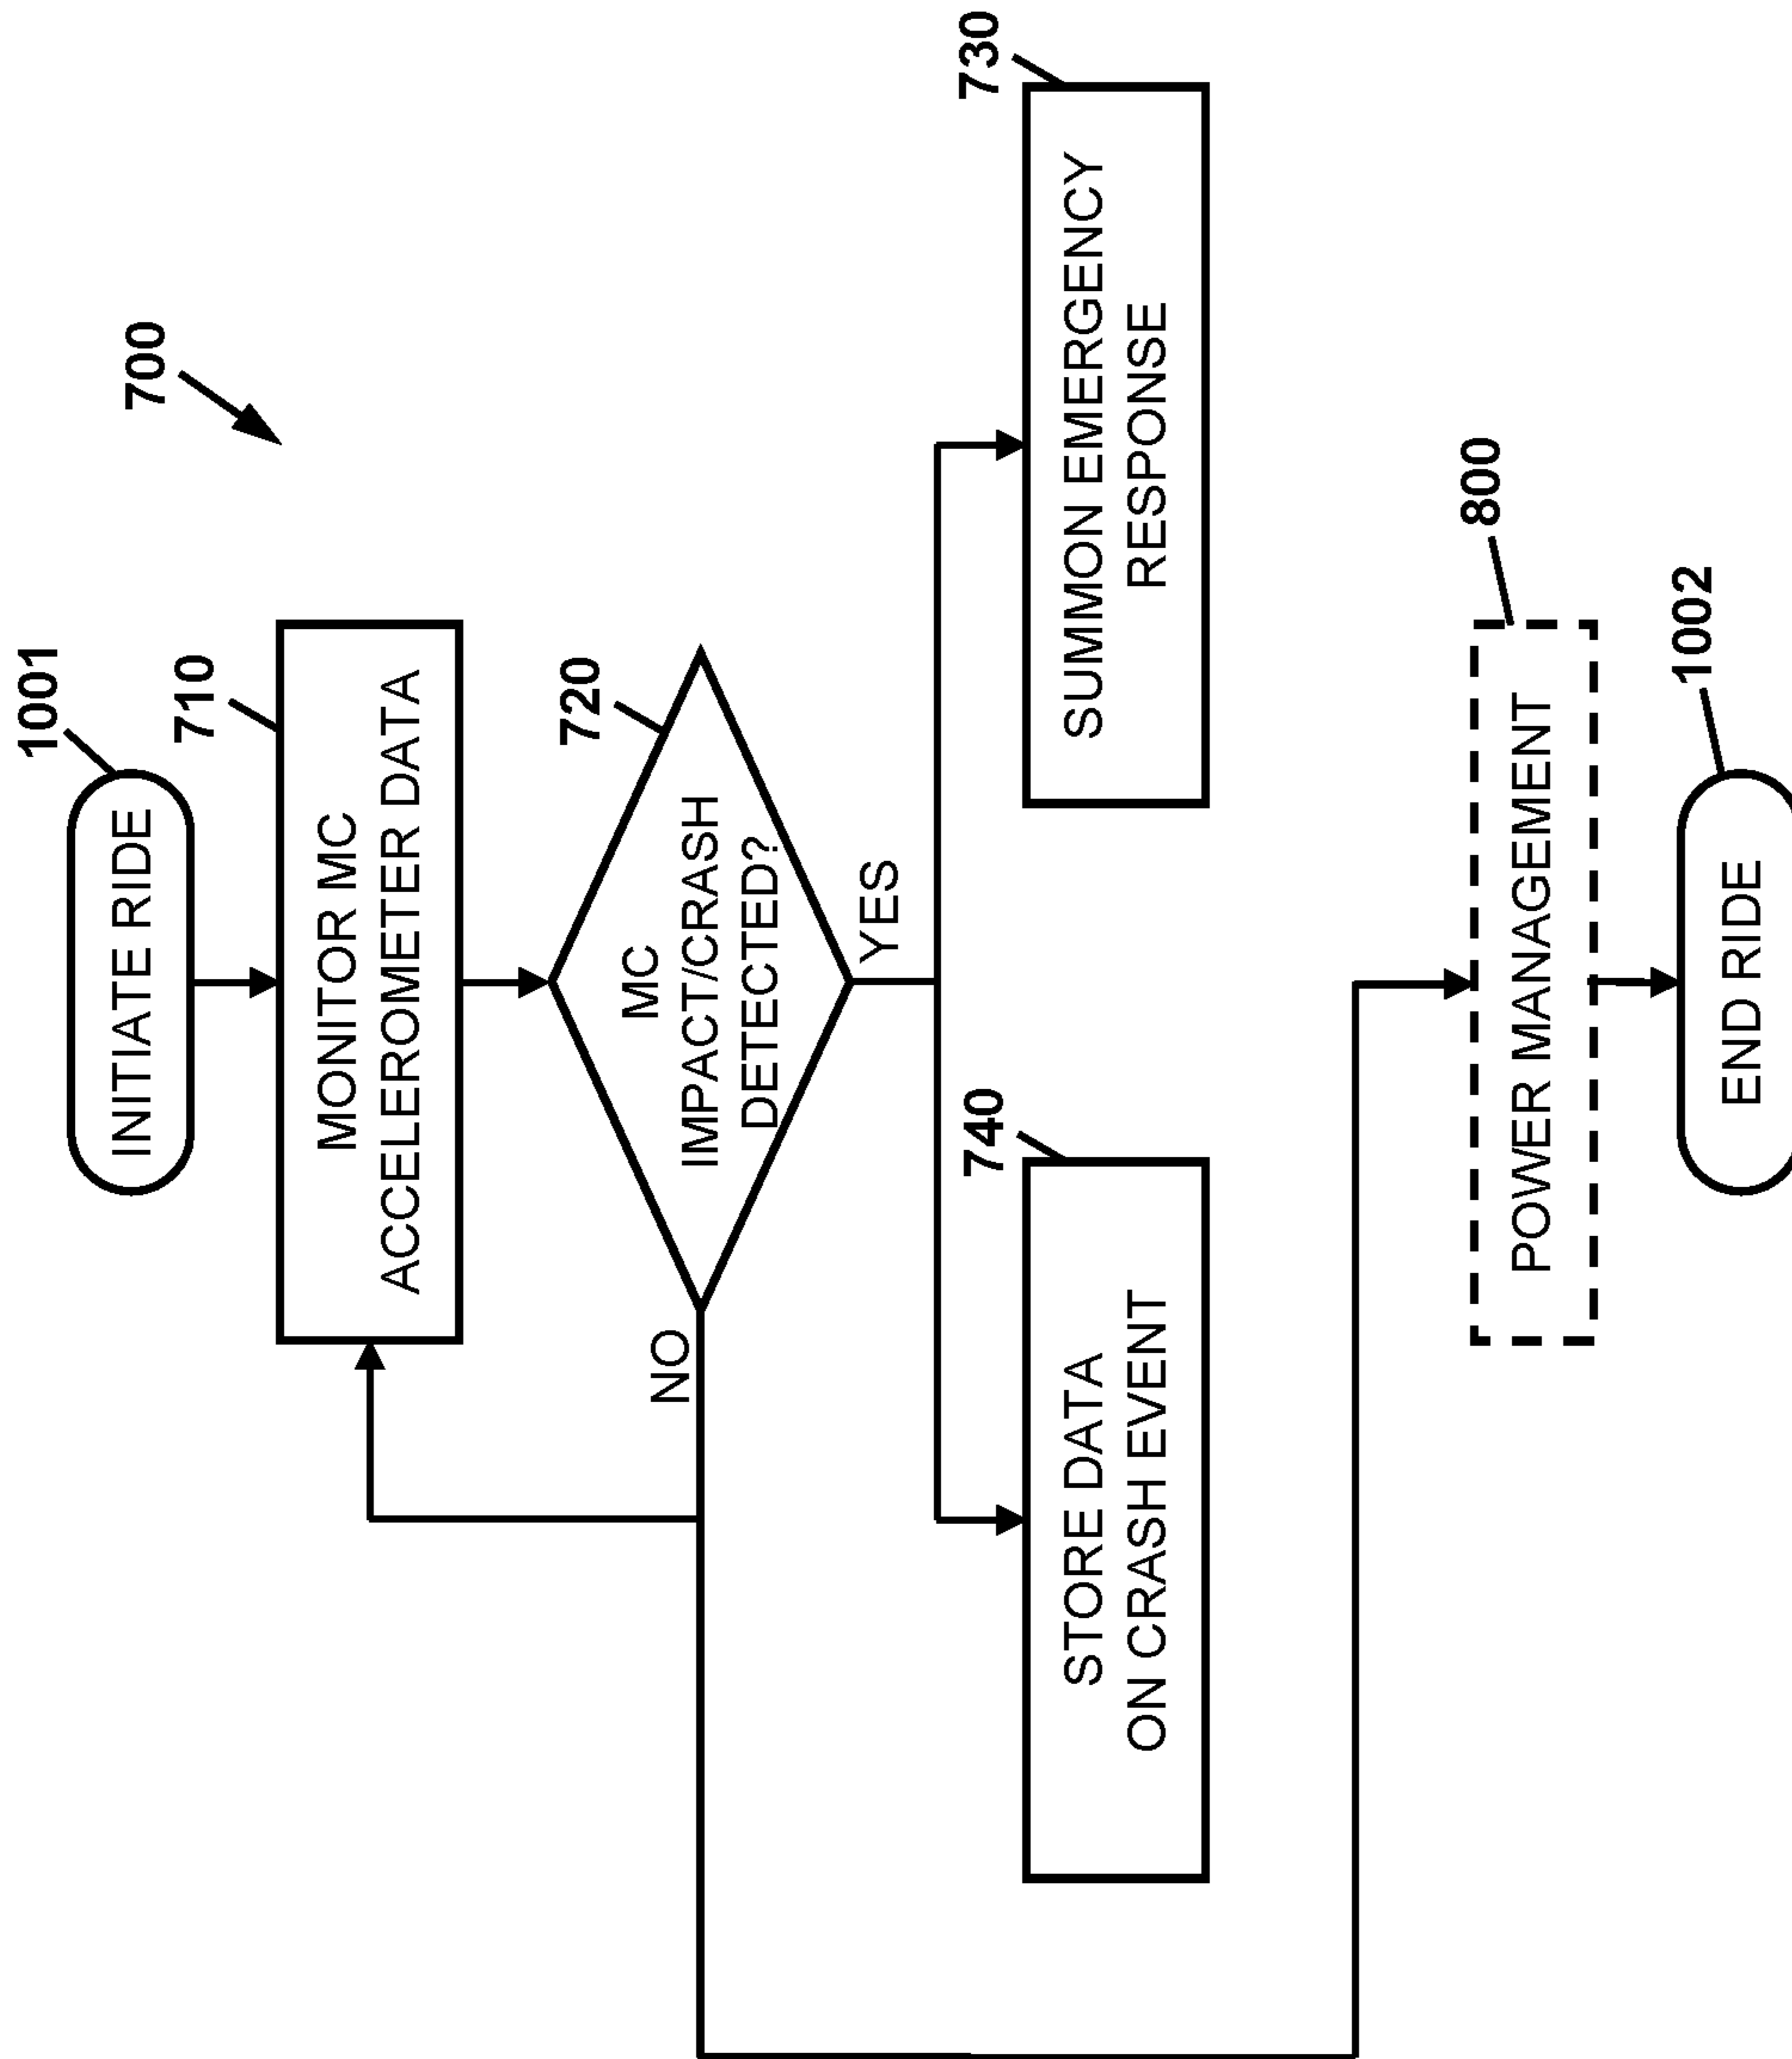 700
1001
INITIATE RIDE
710
MONITOR MC
ACCELEROMETER DATA
720
MC
IMPACT/CRASH
DETECTED?
NO
YES
740
STORE DATA
ON CRASH EVENT
730
SUMMON EMERGENCY
RESPONSE
800
POWER MANAGEMENT
1002
END RIDE